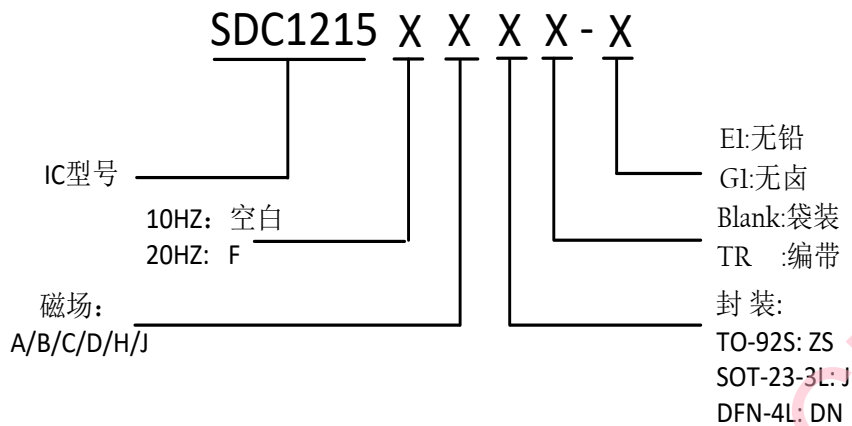 SDC1215 X X X X - X
IC型号
10HZ: 空白
20HZ: F
磁场:
A/B/C/D/H/J
E1:无铅
G1:无卤
Blank:袋装
TR :编带
封 装:
TO-92S: ZS
SOT-23-3L: J
DFN-4L: DN